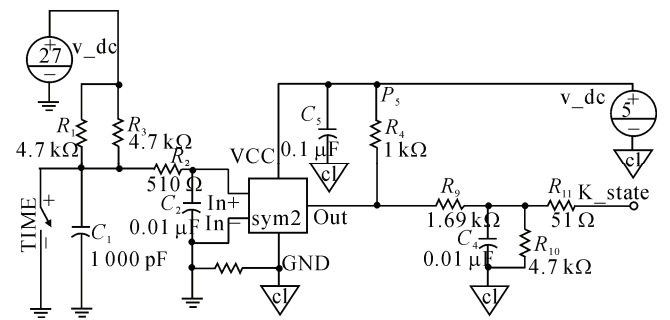 27 v_dc
R1
4.7 kΩ
R3
4.7 kΩ
R2
510 Ω
TIME
C1
1 000 pF
C2
0.01 μF
VCC
In+
In−
sym2
Out
GND
cl
C5
0.1 μF
cl
P5
R4
1 kΩ
v_dc
5
cl
R9
1.69 kΩ
C4
0.01 μF
R10
4.7 kΩ
R11
51 Ω
K_state
cl